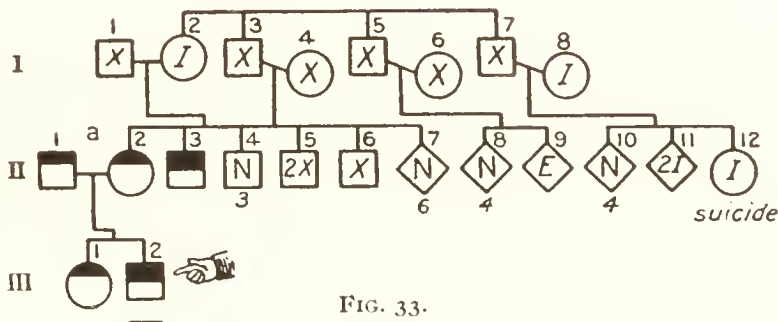 1 2 3 4 5 6 7 8
I X I X X X X X I
1 a 2 3 4 5 6 7 8 9 10 11 12
II N 2X X N N E N 2I I
3 6 4 4 suicide
1 2
III
FIG. 33.